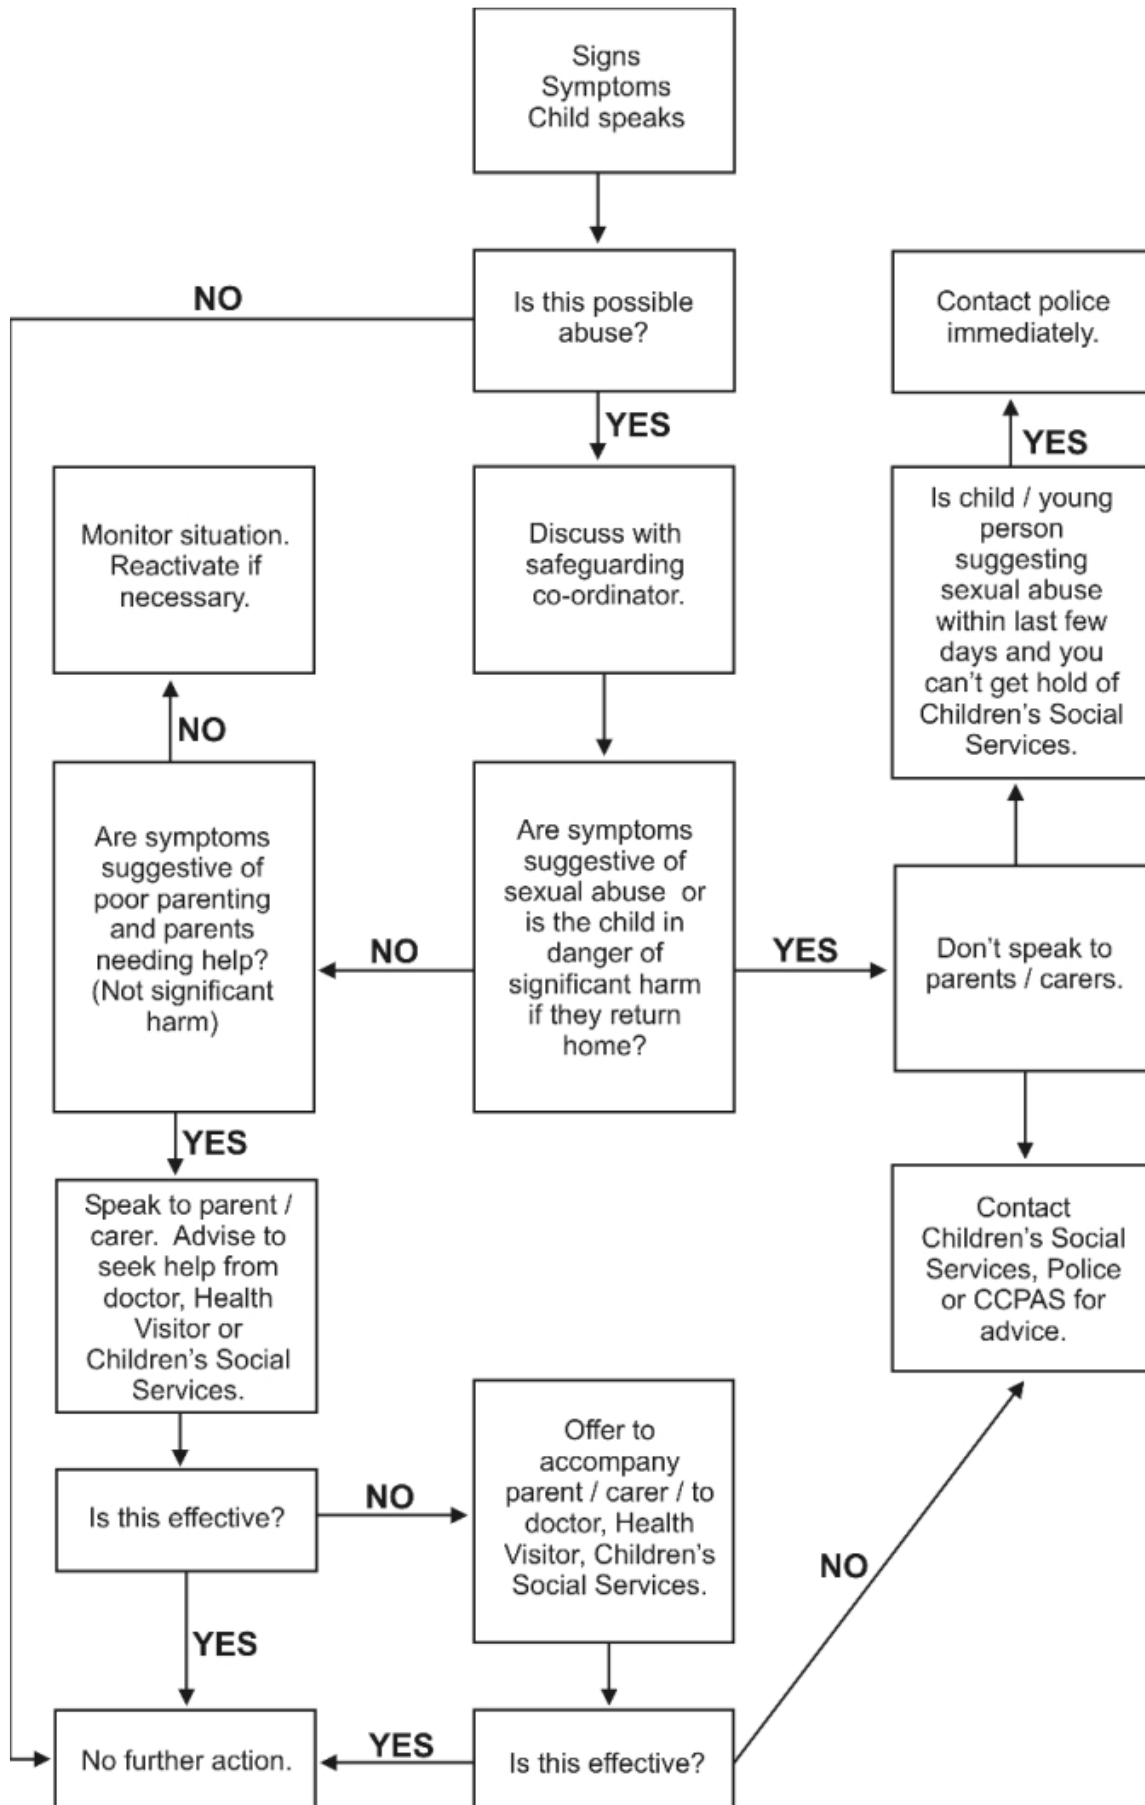 Signs
Symptoms
Child speaks
NO
Is this possible
abuse?
Contact police
immediately.
YES
YES
Monitor situation.
Reactivate if
necessary.
Discuss with
safeguarding
co-ordinator.
Is child / young
person
suggesting
sexual abuse
within last few
days and you
can't get hold of
Children's Social
Services.
NO
Are symptoms
suggestive of
poor parenting
and parents
needing help?
(Not significant
harm)
NO
Are symptoms
suggestive of
sexual abuse or
is the child in
danger of
significant harm
if they return
home?
YES
Don't speak to
parents / carers.
YES
Speak to parent /
carer. Advise to
seek help from
doctor, Health
Visitor or
Children's Social
Services.
Contact
Children's Social
Services, Police
or CCPAS for
advice.
Is this effective?
NO
Offer to
accompany
parent / carer / to
doctor, Health
Visitor, Children's
Social Services.
NO
YES
No further action.
YES
Is this effective?